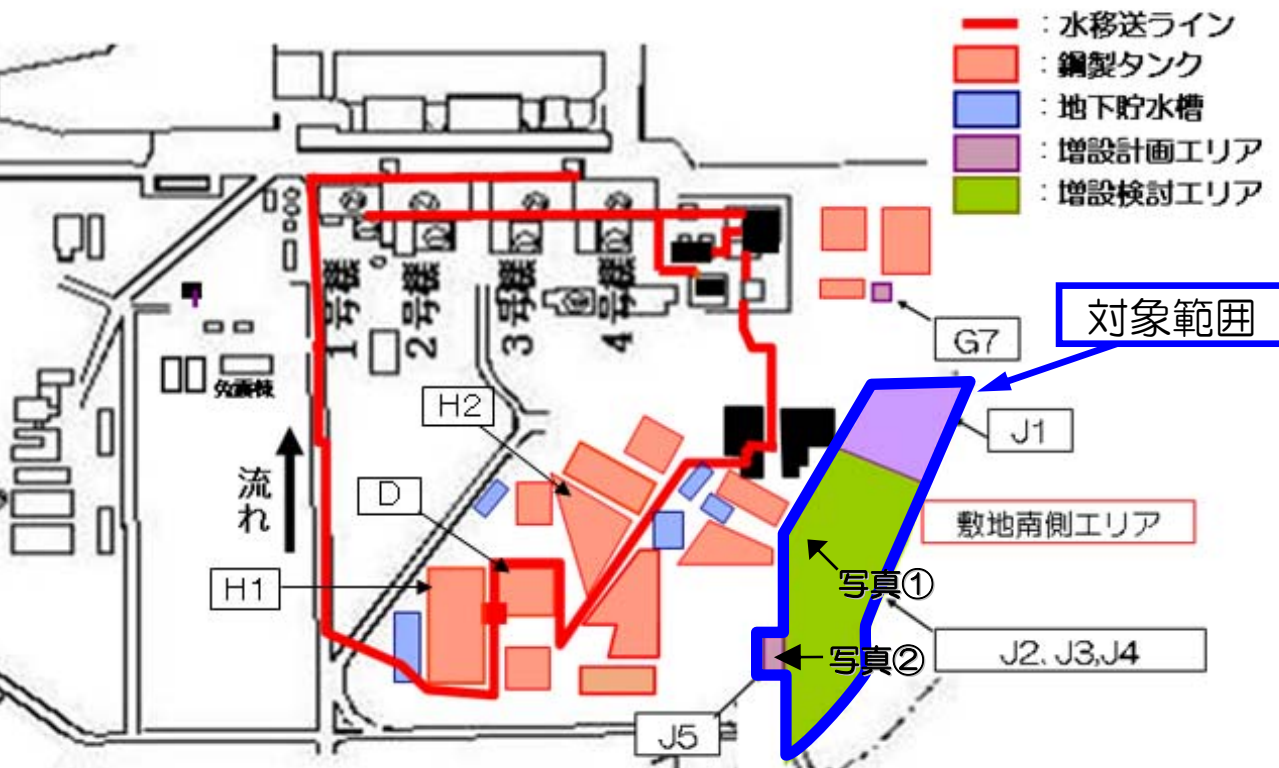 ：水移送ライン
：鋼製タンク
：地下貯水槽
：増設計画エリア
：増設検討エリア
対象範囲
G7
J1
1号機
2号機
3号機
4号機
免震棟
H2
流れ
D
敷地南側エリア
写真①
H1
写真②
J2、J3,J4
J5